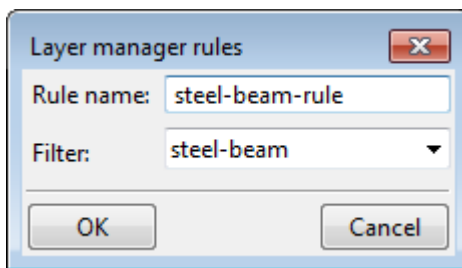 Layer manager rules
Rule name: steel-beam-rule
Filter: steel-beam
OK Cancel